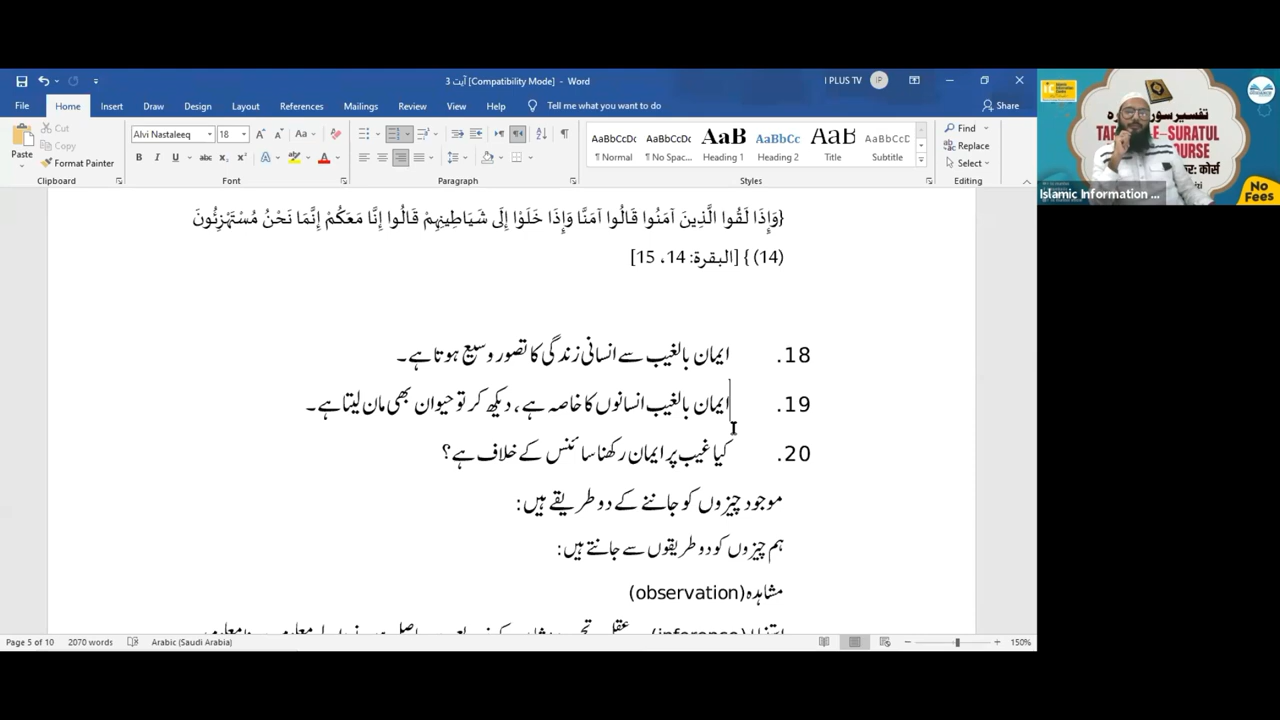 آیت 3 [Compatibility Mode] - Word
I PLUS TV
IP
File Home Insert Draw Design Layout References Mailings Review View Help Tell me what you want to do
Share
Paste
Cut
Copy
Format Painter
Clipboard
Alvi Nastaleeq 18
Font
Paragraph
AaBbCcDc AaBbCcDc AaB AaBbCc AaB AaBbCcD
¶ Normal ¶ No Spac... Heading 1 Heading 2 Title Subtitle
Styles
Find
Replace
Select
Editing
{وَإِذَا لَقُوا الَّذِينَ آمَنُوا قَالُوا آمَنَّا وَإِذَا خَلَوْا إِلَى شَيَاطِينِهِمْ قَالُوا إِنَّا مَعَكُمْ إِنَّمَا نَحْنُ مُسْتَهْزِئُونَ
(14) } [البقرة: 14، 15]
18. ایمان بالغیب سے انسانی زندگی کا تصور وسیع ہوتا ہے۔
19. ایمان بالغیب انسانوں کا خاصہ ہے ، دیکھ کر تو حیوان بھی مان لیتا ہے۔
20. کیا غیب پر ایمان رکھنا سائنس کے خلاف ہے؟
موجود چیزوں کو جاننے کے دو طریقے ہیں:
ہم چیزوں کو دو طریقوں سے جانتے ہیں:
مشاہدہ(observation)
(inference)
Page 5 of 10 2070 words Arabic (Saudi Arabia)
150%
تفسیر سور
SURATUL
No
Fees
Islamic Information ...